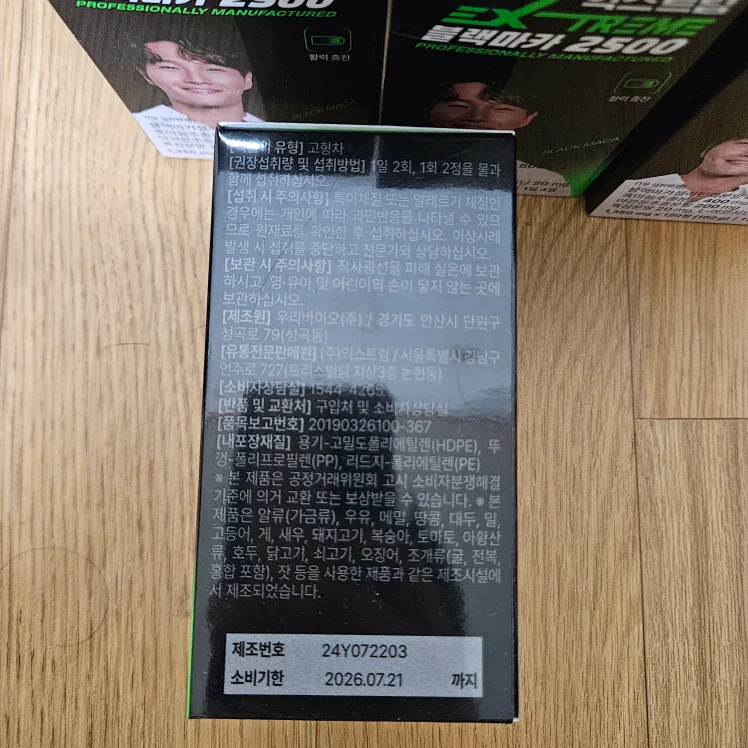 2500
PROFESSIONALLY MANUFACTURED
활력 증진
BLACK MACA
EX-TREME
블랙마카 2500
PROFESSIONALLY MANUFACTURED
활력 증진
BLACK MACA
유형] 고형차
[권장섭취량 및 섭취방법] 1일 2회, 1회 2정을 물과
함께 섭취하십시오.
[섭취 시 주의사항] 특이체질 또는 알레르기 체질인
경우에는 개인에 따라 과민반응을 나타낼 수 있으
므로 원재료를 확인한 후 섭취하십시오. 이상사례
발생 시 섭취를 중단하고 전문가와 상담하십시오.
[보관 시 주의사항] 직사광선을 피해 실온에 보관
하시고, 영·유아 및 어린이의 손이 닿지 않는 곳에
보관하십시오.
[제조원] 우리바이오(주) / 경기도 안산시 단원구
성곡로 79(성곡동)
[유통전문판매원] (주)익스트림 / 서울특별시 강남구
언주로 727(트리스빌딩 지상3층 논현동)
[소비자상담실] 1544-4265
[반품 및 교환처] 구입처 및 소비자상담실
[품목보고번호] 20190326100-367
[내포장재질] 용기-고밀도폴리에틸렌(HDPE), 뚜
껑-폴리프로필렌(PP), 리드지-폴리에틸렌(PE)
※ 본 제품은 공정거래위원회 고시 소비자분쟁해결
기준에 의거 교환 또는 보상받을 수 있습니다. ※ 본
제품은 알류(가금류), 우유, 메밀, 땅콩, 대두, 밀,
고등어, 게, 새우, 돼지고기, 복숭아, 토마토, 아황산
류, 호두, 닭고기, 쇠고기, 오징어, 조개류(굴, 전복,
홍합 포함), 잣 등을 사용한 제품과 같은 제조시설에
서 제조되었습니다.
제조번호 24Y072203
소비기한 2026.07.21 까지